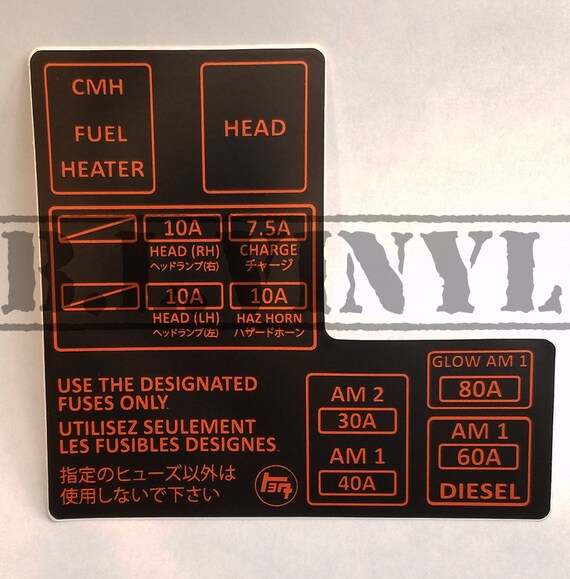 CMH
FUEL
HEATER
HEAD
10A
7.5A
HEAD (RH)
CHARGE
ヘッドランプ(右)
チャージ
10A
10A
HEAD (LH)
HAZ HORN
ヘッドランプ(左)
ハザードホーン
USE THE DESIGNATED
FUSES ONLY.
UTILISEZ SEULEMENT
LES FUSIBLES DESIGNES.
指定のヒューズ以外は
使用しないで下さい
トヨタ
AM 2
30A
AM 1
40A
GLOW AM 1
80A
AM 1
60A
DIESEL
VINYL